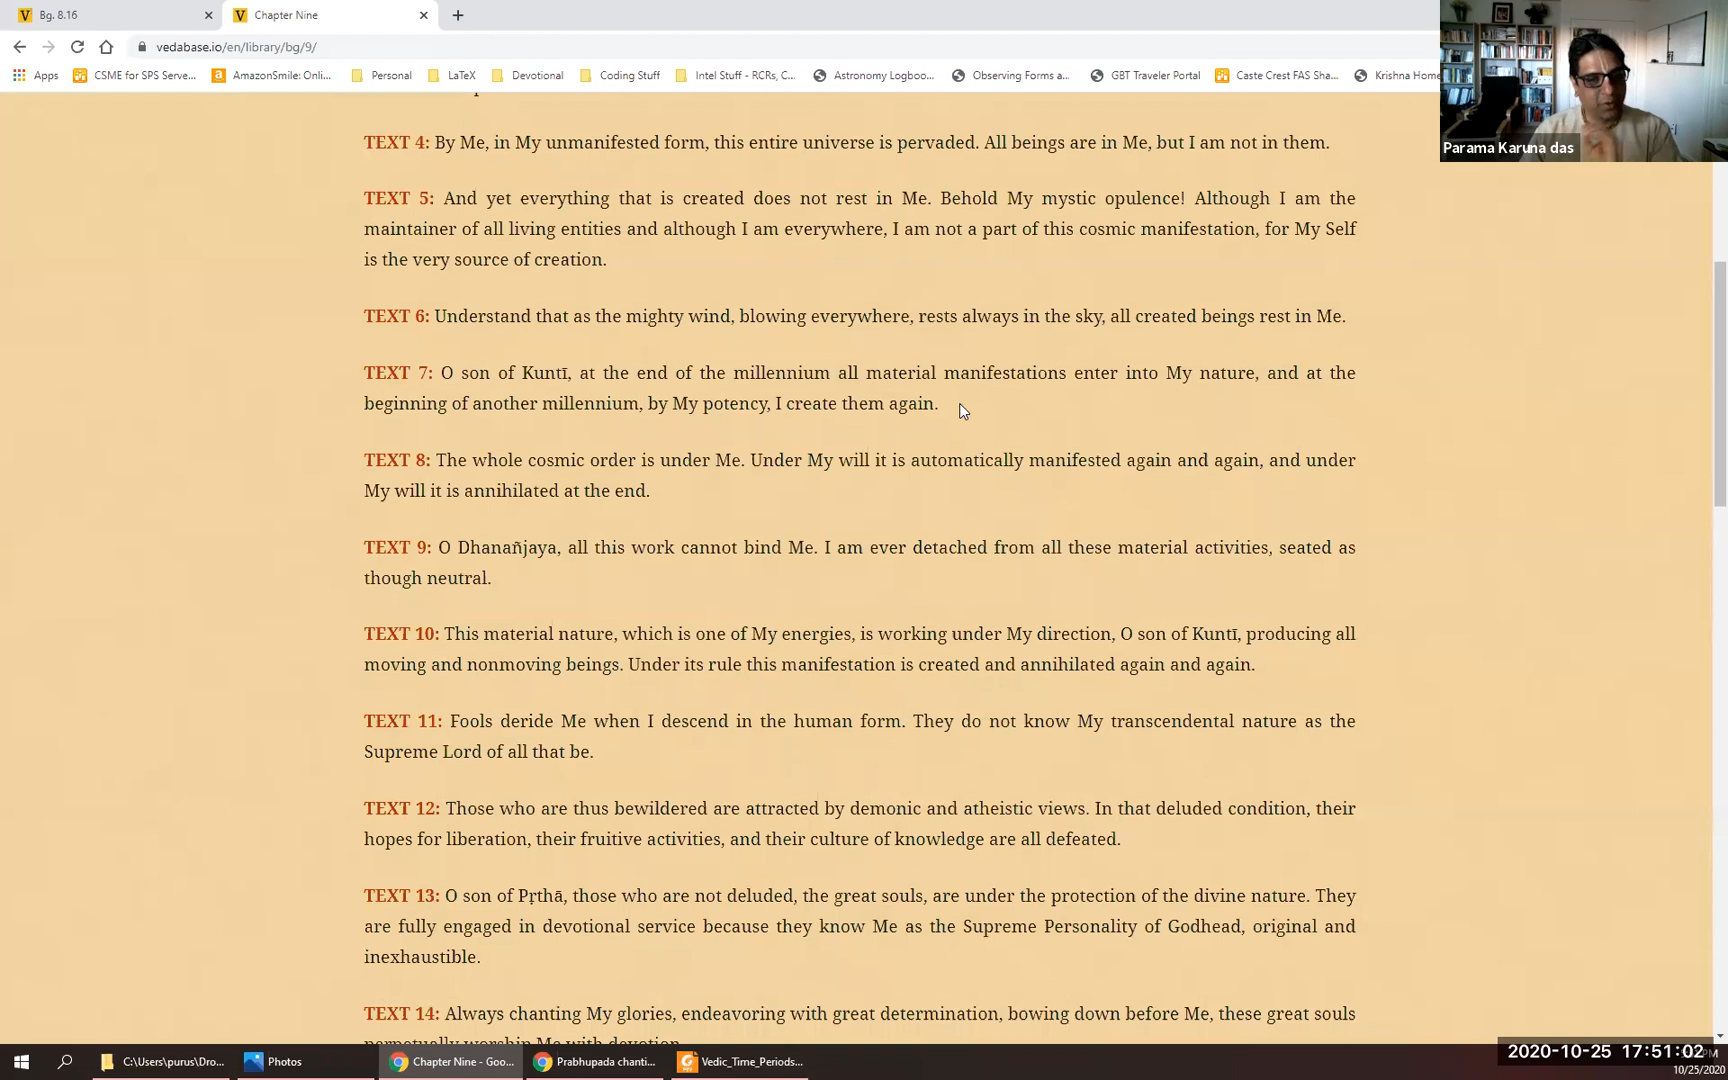 Bg. 8.16
Chapter Nine
vedabase.io/en/library/bg/9/
Apps
CSME for SPS Serve...
AmazonSmile: Onli...
Personal
LaTeX
Devotional
Coding Stuff
Intel Stuff - RCRs, C...
Astronomy Logboo...
Observing Forms a...
GBT Traveler Portal
Caste Crest FAS Sha...
Krishna Home
Parama Karuna das
TEXT 4: By Me, in My unmanifested form, this entire universe is pervaded. All beings are in Me, but I am not in them.
TEXT 5: And yet everything that is created does not rest in Me. Behold My mystic opulence! Although I am the
maintainer of all living entities and although I am everywhere, I am not a part of this cosmic manifestation, for My Self
is the very source of creation.
TEXT 6: Understand that as the mighty wind, blowing everywhere, rests always in the sky, all created beings rest in Me.
TEXT 7: O son of Kuntī, at the end of the millennium all material manifestations enter into My nature, and at the
beginning of another millennium, by My potency, I create them again.
TEXT 8: The whole cosmic order is under Me. Under My will it is automatically manifested again and again, and under
My will it is annihilated at the end.
TEXT 9: O Dhanañjaya, all this work cannot bind Me. I am ever detached from all these material activities, seated as
though neutral.
TEXT 10: This material nature, which is one of My energies, is working under My direction, O son of Kuntī, producing all
moving and nonmoving beings. Under its rule this manifestation is created and annihilated again and again.
TEXT 11: Fools deride Me when I descend in the human form. They do not know My transcendental nature as the
Supreme Lord of all that be.
TEXT 12: Those who are thus bewildered are attracted by demonic and atheistic views. In that deluded condition, their
hopes for liberation, their fruitive activities, and their culture of knowledge are all defeated.
TEXT 13: O son of Pṛthā, those who are not deluded, the great souls, are under the protection of the divine nature. They
are fully engaged in devotional service because they know Me as the Supreme Personality of Godhead, original and
inexhaustible.
TEXT 14: Always chanting My glories, endeavoring with great determination, bowing down before Me, these great souls
perpetually worship Me with devotion.
C:\Users\purus\Dro...
Photos
Chapter Nine - Goo...
Prabhupada chanti...
Vedic_Time_Periods...
2020-10-25 17:51:02
10/25/2020